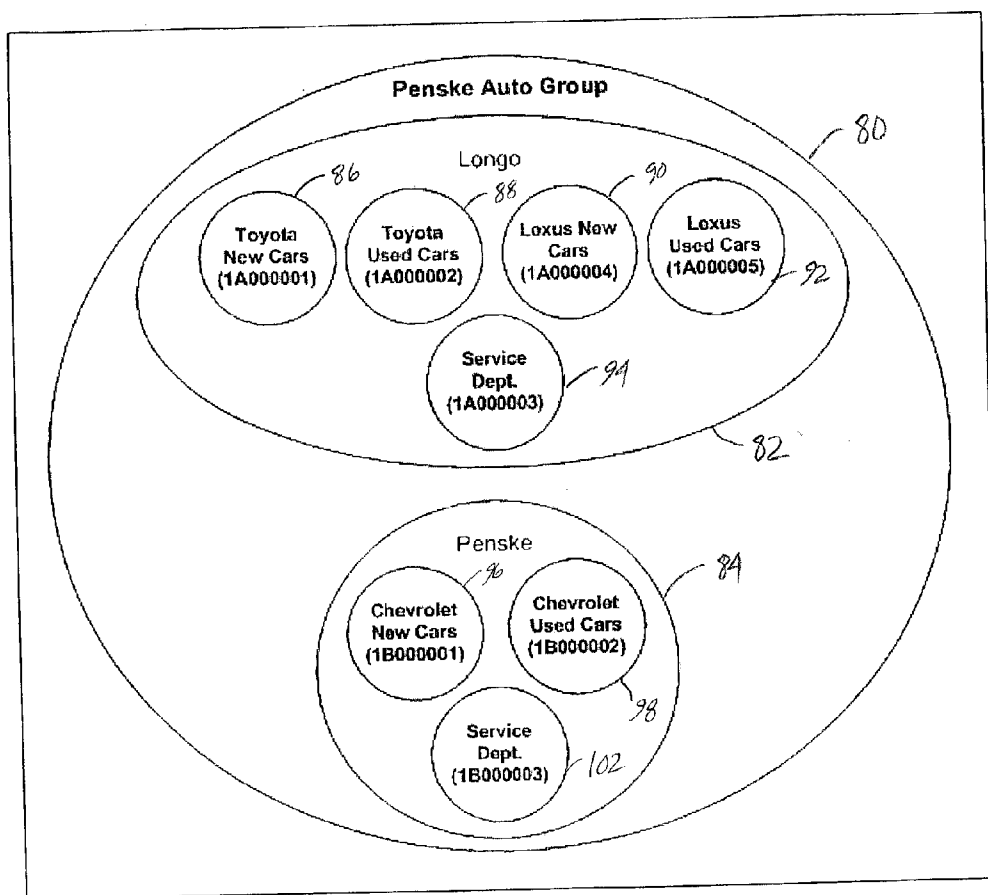 Penske Auto Group
80
Longo
86
88
90
Toyota
New Cars
(1A000001)
Toyota
Used Cars
(1A000002)
Lexus New
Cars
(1A000004)
Lexus
Used Cars
(1A000005)
92
Service
Dept.
(1A000003)
94
82
Penske
96
84
Chevrolet
New Cars
(1B000001)
Chevrolet
Used Cars
(1B000002)
98
Service
Dept.
(1B000003)
102